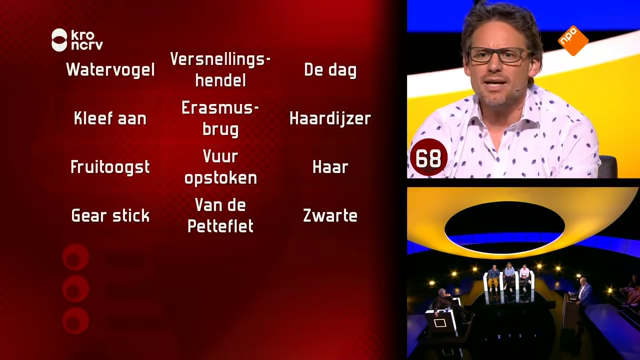 kro
ncrv
npo
Watervogel
Versnellings-
hendel
De dag
Kleef aan
Erasmus-
brug
Haardijzer
Fruitoogst
Vuur
opstoken
Haar
Gear stick
Van de
Petteflet
Zwarte
68